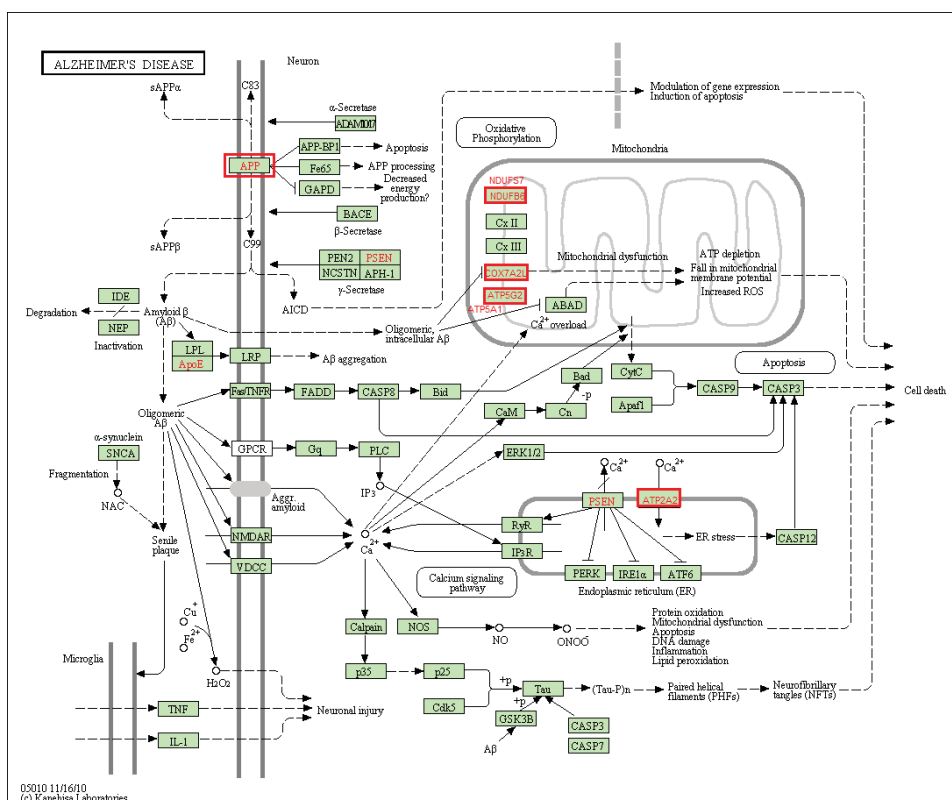 ALZHEIMER'S DISEASE
Neuron
sAPPα
C83
α-Secretase
ADAM10/17
Modulation of gene expression
Induction of apoptosis
Oxidative
Phosphorylation
Mitochondria
APP
APP-BP1
Apoptosis
Fe65
APP processing
GAPD
Decreased
energy
production?
BACE
β-Secretase
sAPPβ
C99
PEN2
PSEN
NCSTN
APH-1
γ-Secretase
NDUFS7
NDUFB6
Cx II
Cx III
COX7A2L
ATP5G2
ATP5A1
Mitochondrial dysfunction
ATP depletion
Fall in mitochondrial
membrane potential
Increased ROS
ABAD
Ca2+ overload
AICD
Oligomeric,
intracellular Aβ
IDE
Degradation
Amyloid β
(Aβ)
NEP
Inactivation
LPL
ApoE
LRP
Aβ aggregation
Fas/TNFR
FADD
CASP8
Bid
Bad
-p
CaM
Cn
CytC
Apaf1
CASP9
Apoptosis
CASP3
Cell death
Oligomeric
Aβ
α-synuclein
SNCA
Fragmentation
NAC
Senile
plaque
GPCR
Gq
PLC
IP3
Aggr.
amyloid
NMDAR
VDCC
Ca2+
ERK1/2
Ca2+
Ca2+
PSEN
ATP2A2
RyR
IP3R
ER stress
CASP12
PERK
IRE1α
ATF6
Endoplasmic reticulum (ER)
Calcium signaling
pathway
Cu+
Fe2+
H2O2
Microglia
TNF
IL-1
Neuronal injury
Calpain
NOS
NO
ONOO-
Protein oxidation
Mitochondrial dysfunction
Apoptosis
DNA damage
Inflammation
Lipid peroxidation
p35
p25
Cdk5
+p
Tau
+p
GSK3B
Aβ
(Tau-P)n
Paired helical
filaments (PHFs)
Neurofibrillary
tangles (NFTs)
CASP3
CASP7
05010 11/16/10
(c) Kanehisa Laboratories